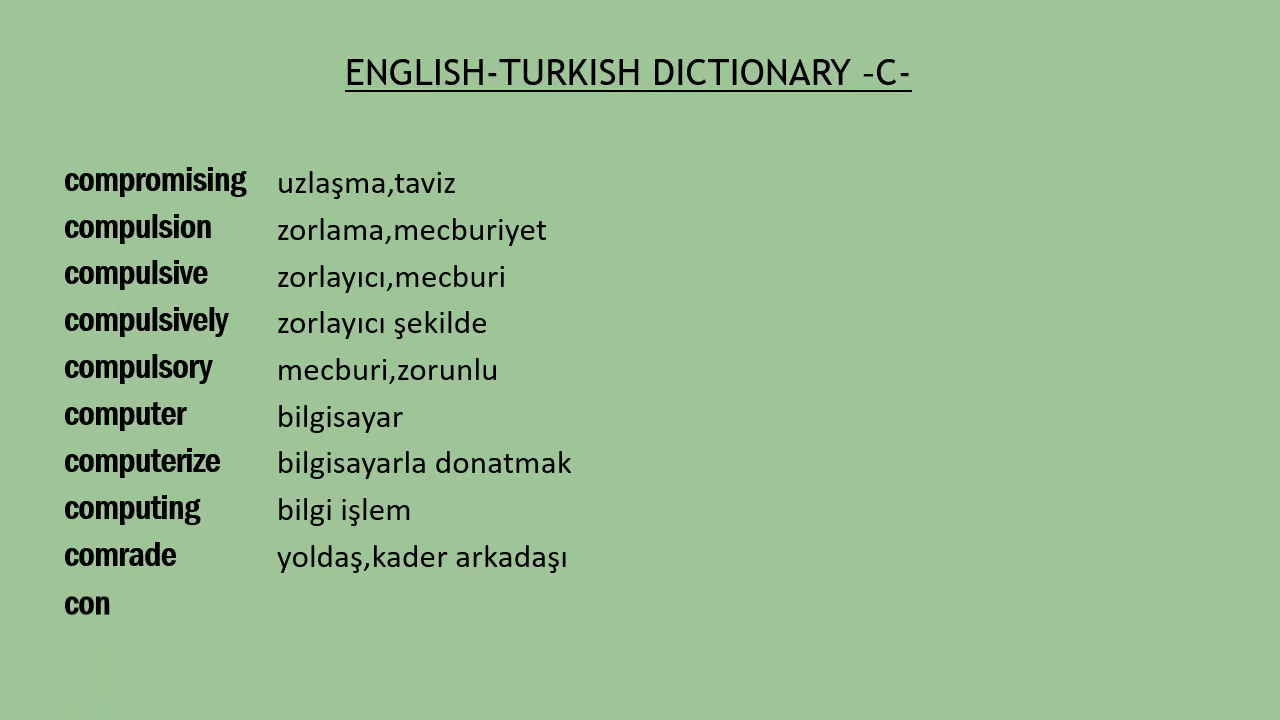 ENGLISH-TURKISH DICTIONARY -C-
compromising uzlaşma,taviz
compulsion zorlama,mecburiyet
compulsive zorlayıcı,mecburi
compulsively zorlayıcı şekilde
compulsory mecburi,zorunlu
computer bilgisayar
computerize bilgisayarla donatmak
computing bilgi işlem
comrade yoldaş,kader arkadaşı
con